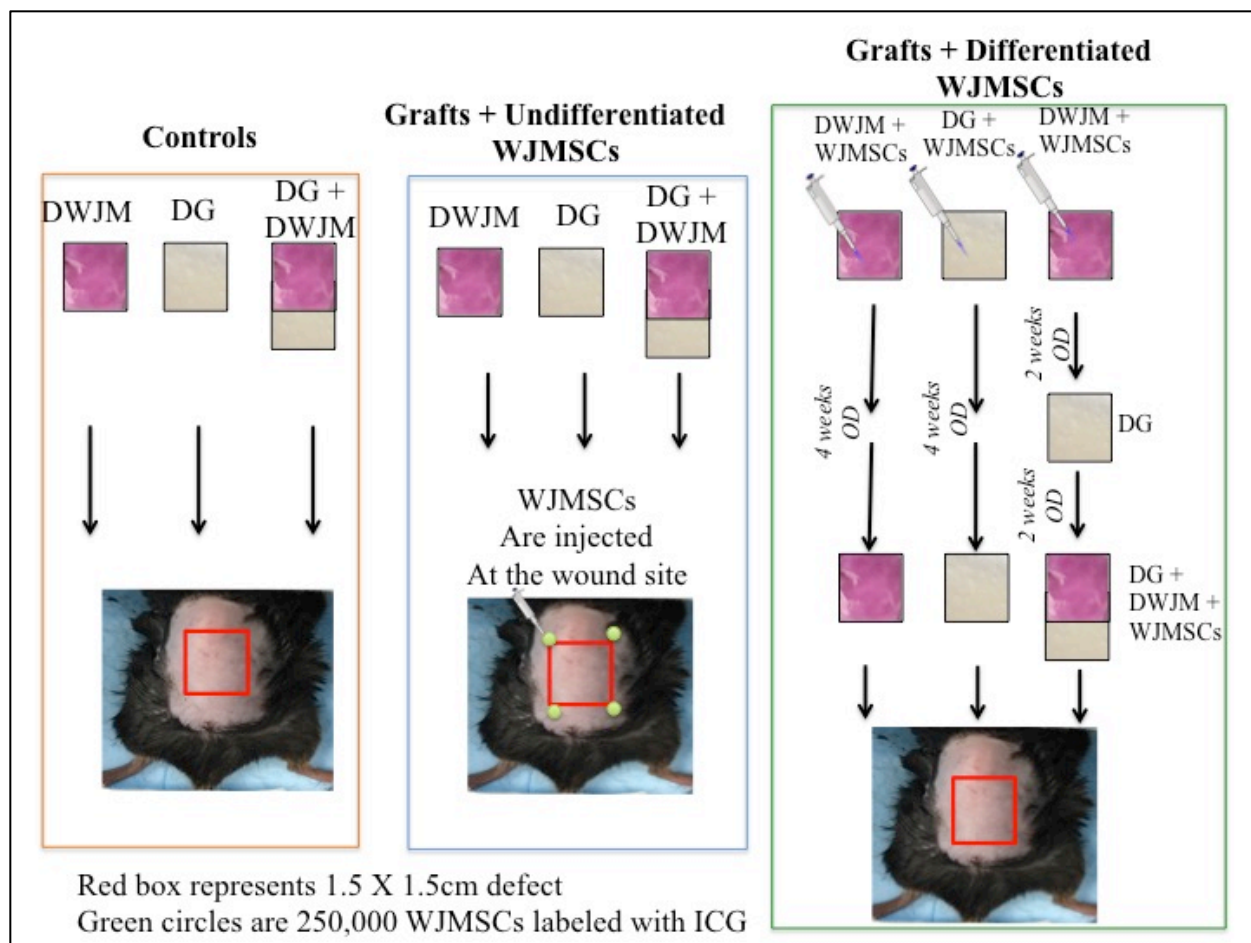 Controls
DWJM
DG
DG +
DWJM
Grafts + Undifferentiated
WJMSCs
DWJM
DG
DG +
DWJM
WJMSCs
Are injected
At the wound site
Grafts + Differentiated
WJMSCs
DWJM +
WJMSCs
DG +
WJMSCs
DWJM +
WJMSCs
4 weeks
OD
4 weeks
OD
2 weeks
OD
DG
2 weeks
OD
DG +
DWJM +
WJMSCs
Red box represents 1.5 X 1.5cm defect
Green circles are 250,000 WJMSCs labeled with ICG